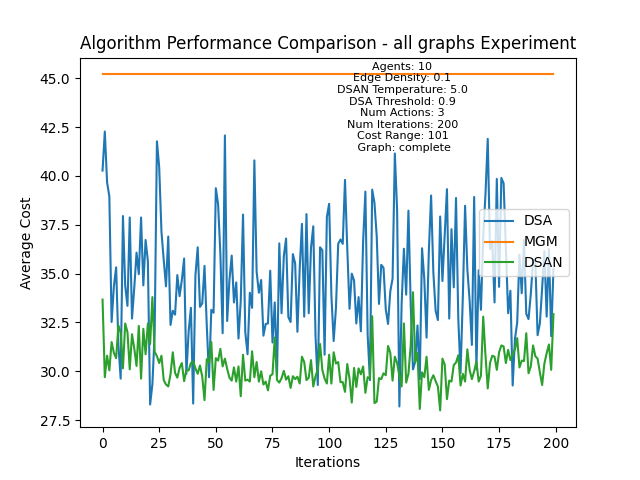 Algorithm Performance Comparison - all graphs Experiment
Agents: 10
Edge Density: 0.1
DSAN Temperature: 5.0
DSA Threshold: 0.9
Num Actions: 3
Num Iterations: 200
Cost Range: 101
Graph: complete
45.0
42.5
40.0
37.5
35.0
32.5
30.0
27.5
Average Cost
DSA
MGM
DSAN
0 25 50 75 100 125 150 175 200
Iterations